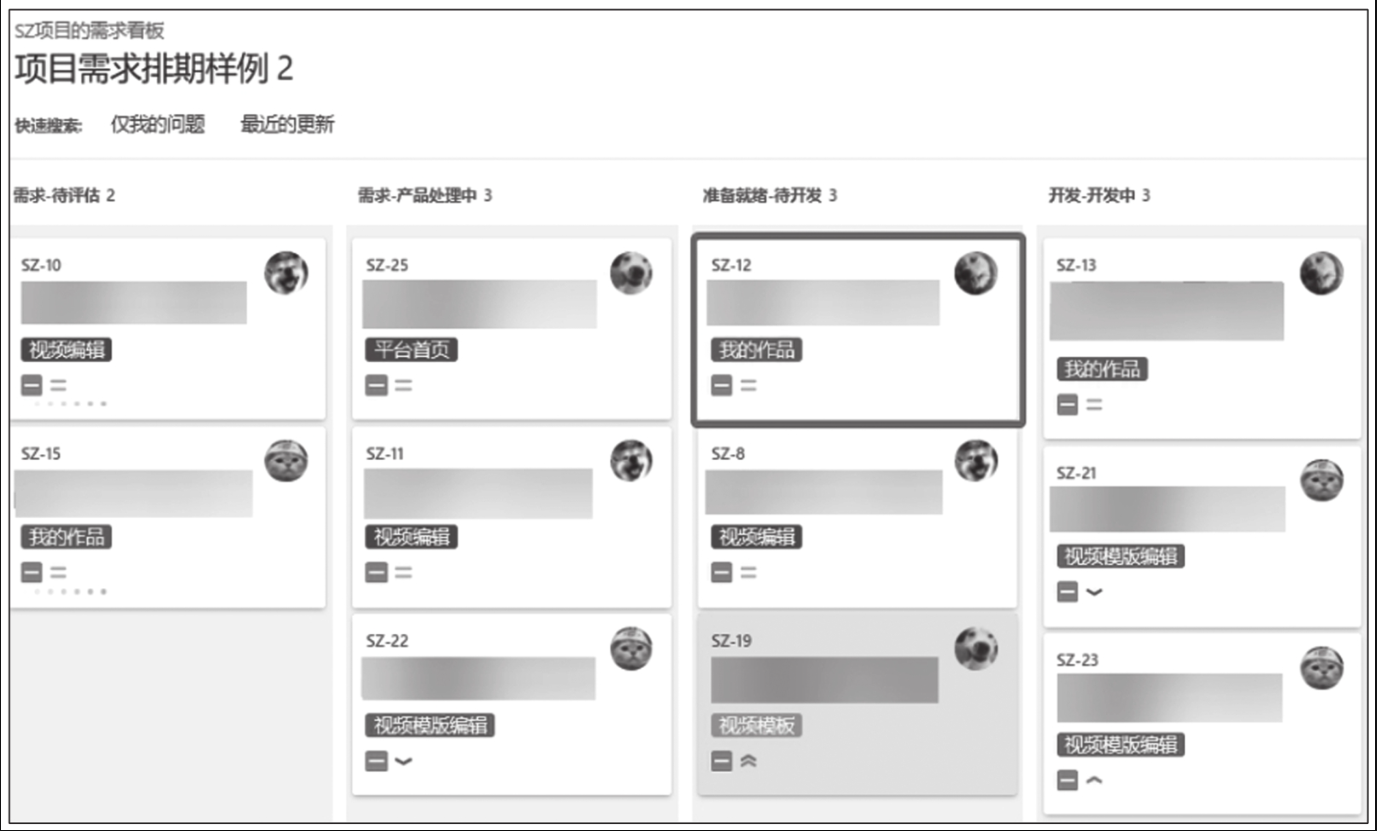 SZ项目的需求看板
项目需求排期样例 2
快速搜索: 仅我的问题 最近的更新
需求-待评估 2
SZ-10
视频编辑
SZ-15
我的作品
需求-产品处理中 3
SZ-25
平台首页
SZ-11
视频编辑
SZ-22
视频模版编辑
准备就绪-待开发 3
SZ-12
我的作品
SZ-8
视频编辑
SZ-19
视频模板
开发-开发中 3
SZ-13
我的作品
SZ-21
视频模版编辑
SZ-23
视频模版编辑